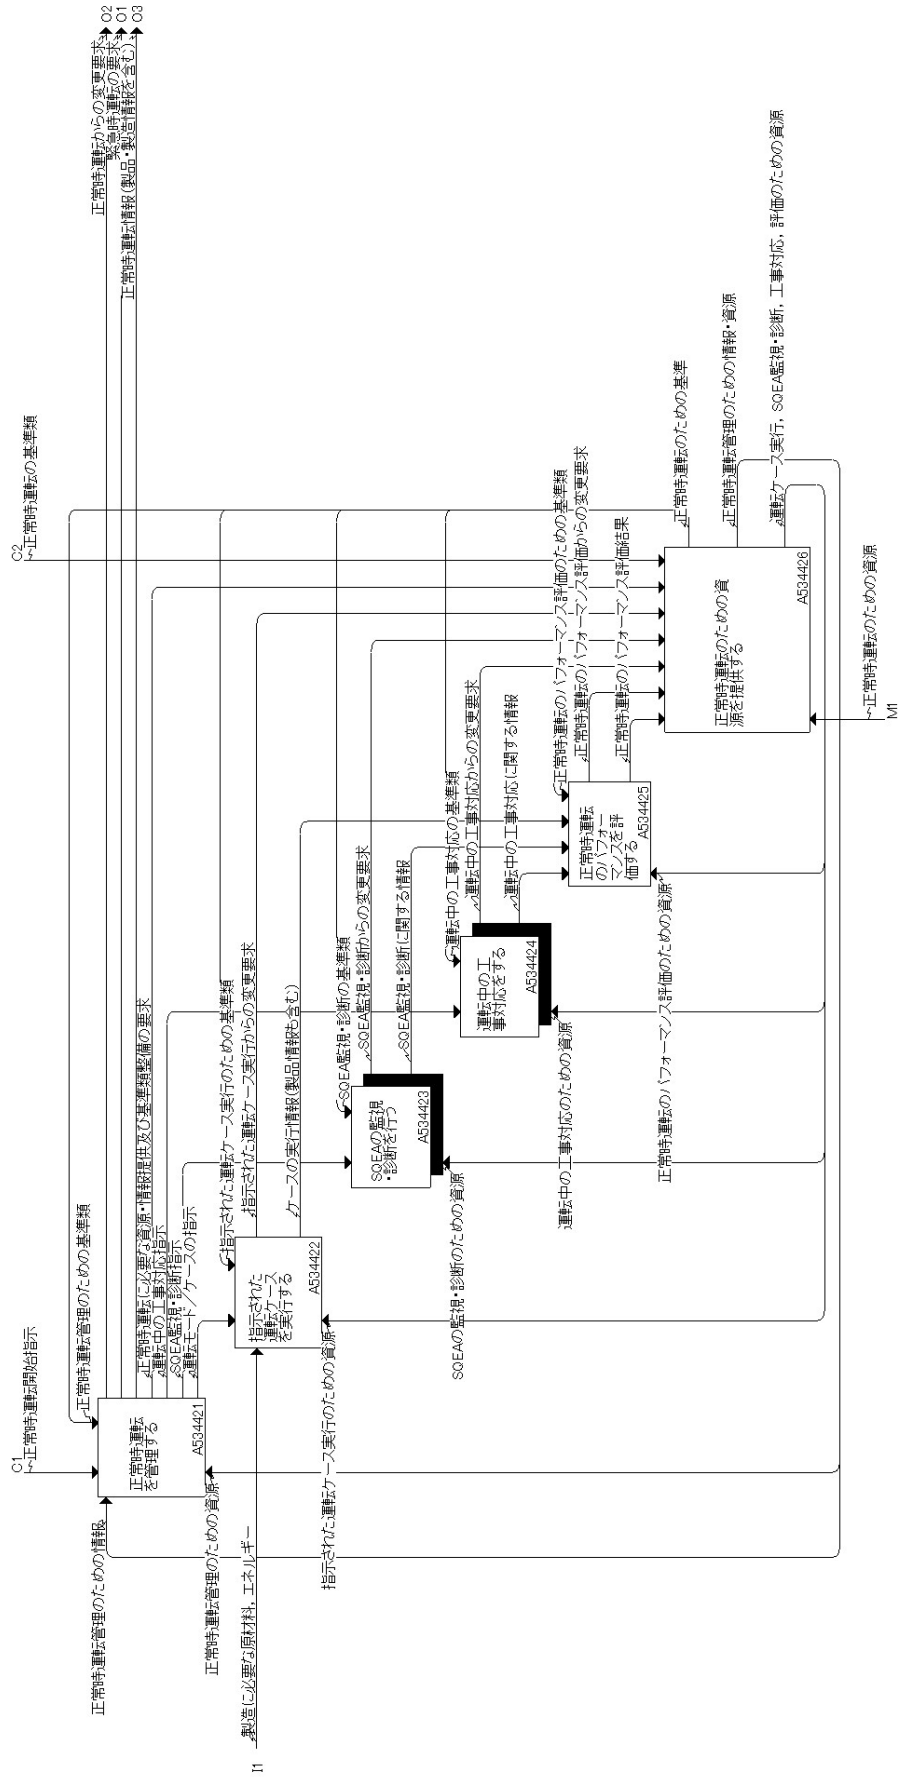 C1
正常時運転開始指示
C2
正常時運転の基準類
正常時運転管理のための基準類
正常時運転からの変更要求
O2
緊急時運転の要求
O1
正常時運転情報(製品・製造情報を含む)
O3
正常時運転管理のための情報
正常時運転
を管理する
A534421
正常時運転に必要な資源・情報提供及び基準類整備の要求
運転中の工事対応指示
SQEA監視・診断指示
運転モード/ケースの指示
正常時運転管理のための資源
指示された運転ケース実行のための基準類
指示された運転ケース実行からの変更要求
ケースの実行情報(製品情報も含む)
I1
製造に必要な原材料, エネルギー
指示された
運転ケース
を実行する
A534422
指示された運転ケース実行のための資源
SQEA監視・診断の基準類
SQEA監視・診断からの変更要求
SQEA監視・診断に関する情報
SQEAの監視
・診断を行う
A534423
SQEAの監視・診断のための資源
運転中の工事対応の基準類
運転中の工事対応からの変更要求
運転中の工事対応に関する情報
運転中の工
事対応をする
A534424
運転中の工事対応のための資源
正常時運転のパフォーマンス評価のための基準類
正常時運転のパフォーマンス評価からの変更要求
正常時運転のパフォーマンス評価結果
正常時運転
のパフォー
マンスを評
価する
A534425
正常時運転のパフォーマンス評価のための資源
正常時運転のための基準
正常時運転管理のための情報・資源
運転ケース実行, SQEA監視・診断, 工事対応, 評価のための資源
正常時運転のための資
源を提供する
A534426
正常時運転のための資源
M1